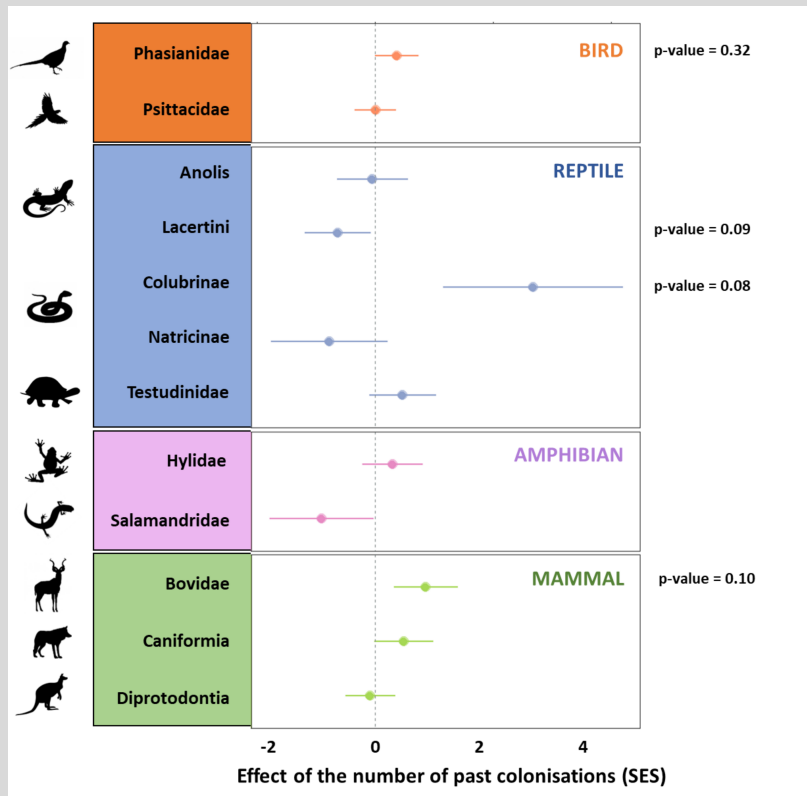 Phasianidae
BIRD
p-value = 0.32
Psittacidae
Anolis
REPTILE
Lacertini
p-value = 0.09
Colubrinae
p-value = 0.08
Natricinae
Testudinidae
Hylidae
AMPHIBIAN
Salamandridae
Bovidae
MAMMAL
p-value = 0.10
Caniformia
Diprotodontia
-2 0 2 4
Effect of the number of past colonisations (SES)